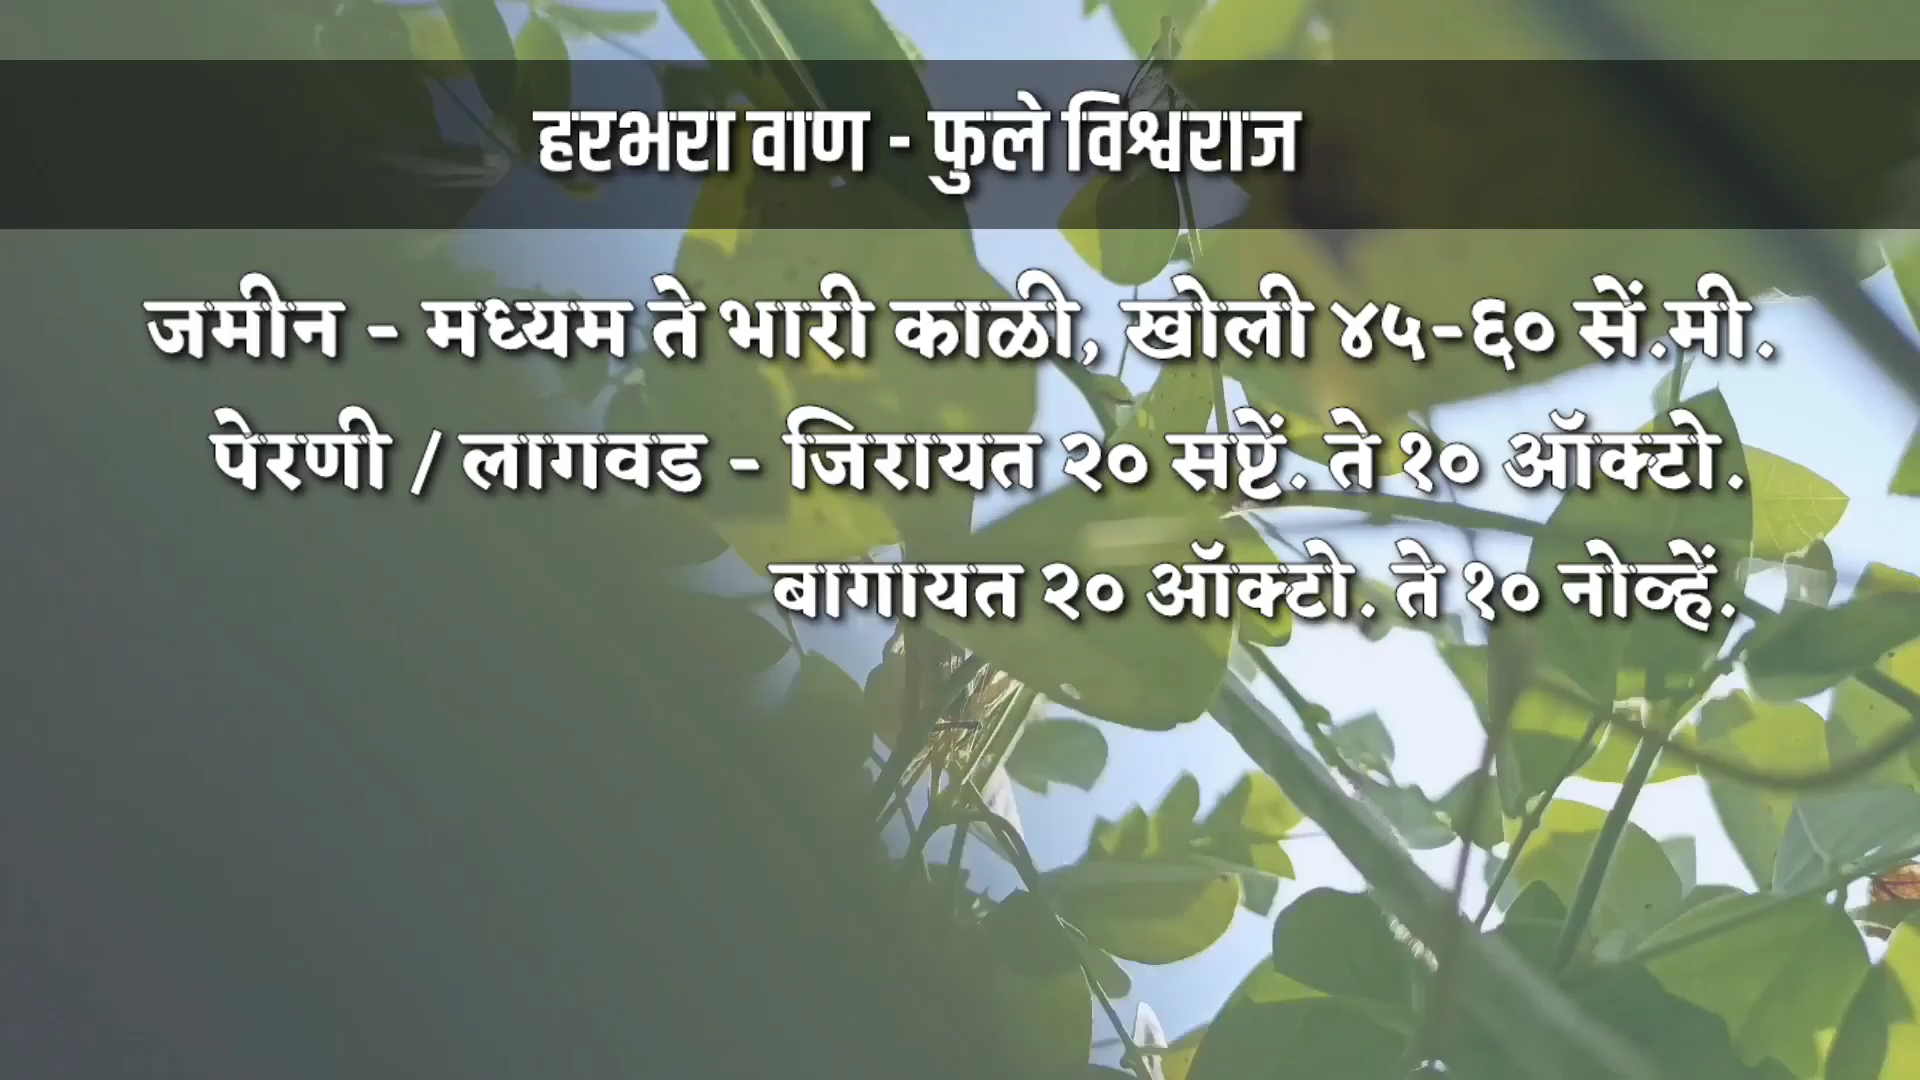 हरभरा वाण - फुले विश्वराज
जमीन - मध्यम ते भारी काळी, खोली ४५-६० सें.मी.
पेरणी / लागवड - जिरायत २० सप्टें. ते १० ऑक्टो.
बागायत २० ऑक्टो. ते १० नोव्हें.